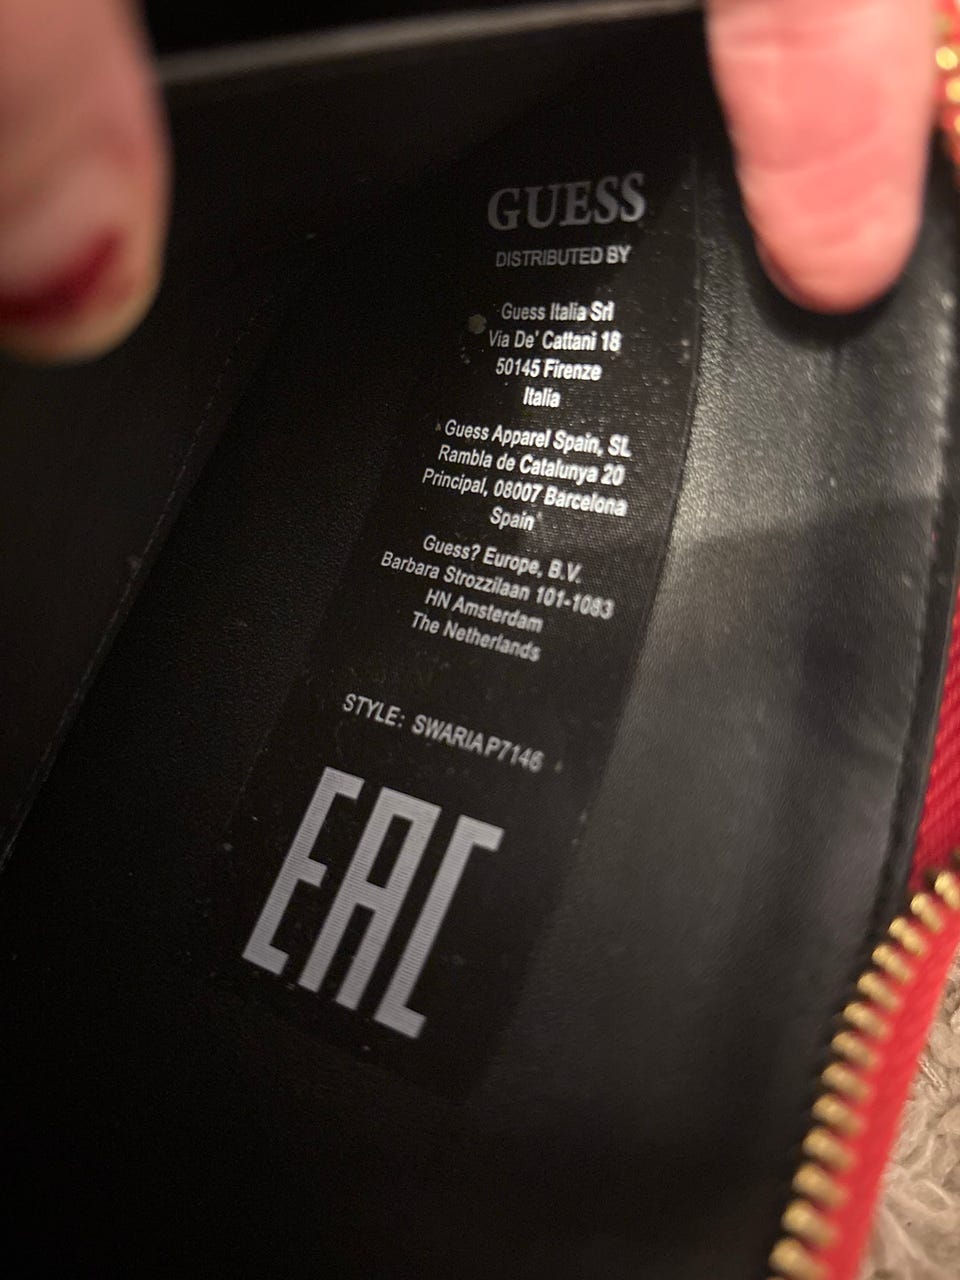 GUESS
DISTRIBUTED BY
Guess Italia Srl
Via De' Cattani 18
50145 Firenze
Italia
Guess Apparel Spain, SL
Rambla de Catalunya 20
Principal, 08007 Barcelona
Spain
Guess? Europe, B.V.
Barbara Strozzilaan 101-1083
HN Amsterdam
The Netherlands
STYLE: SWARIAP7146
EAC